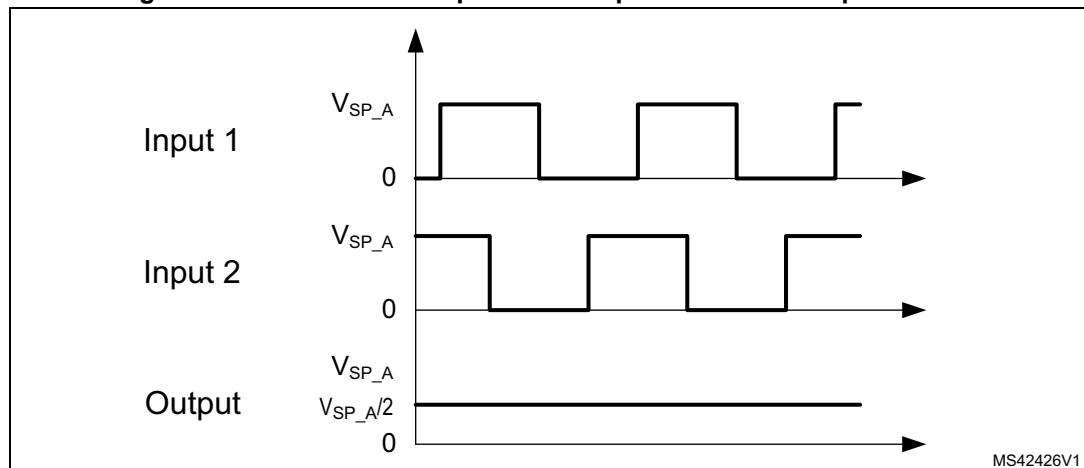 V_SP_A
Input 1
0
V_SP_A
Input 2
0
V_SP_A
Output
V_SP_A/2
0
MS42426V1